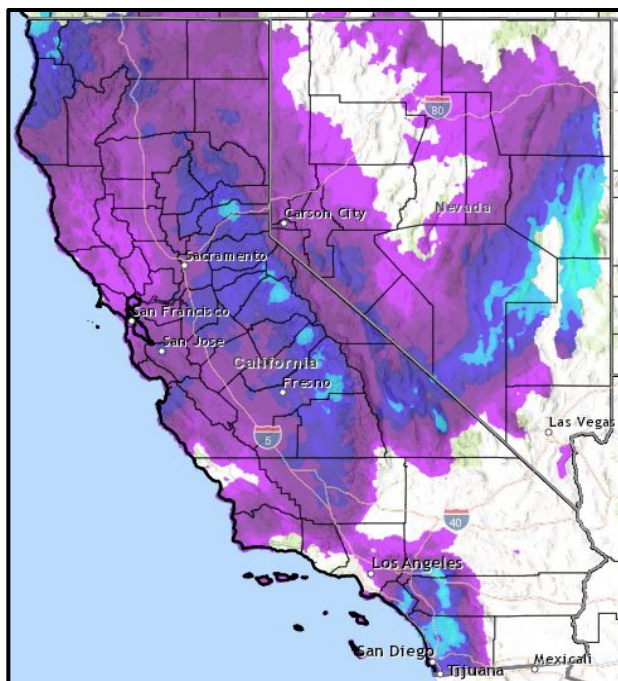 80
Nevada
Carson City
Sacramento
San Francisco
San Jose
California
Fresno
Las Vegas
5
40
Los Angeles
San Diego
Mexicali
Tijuana